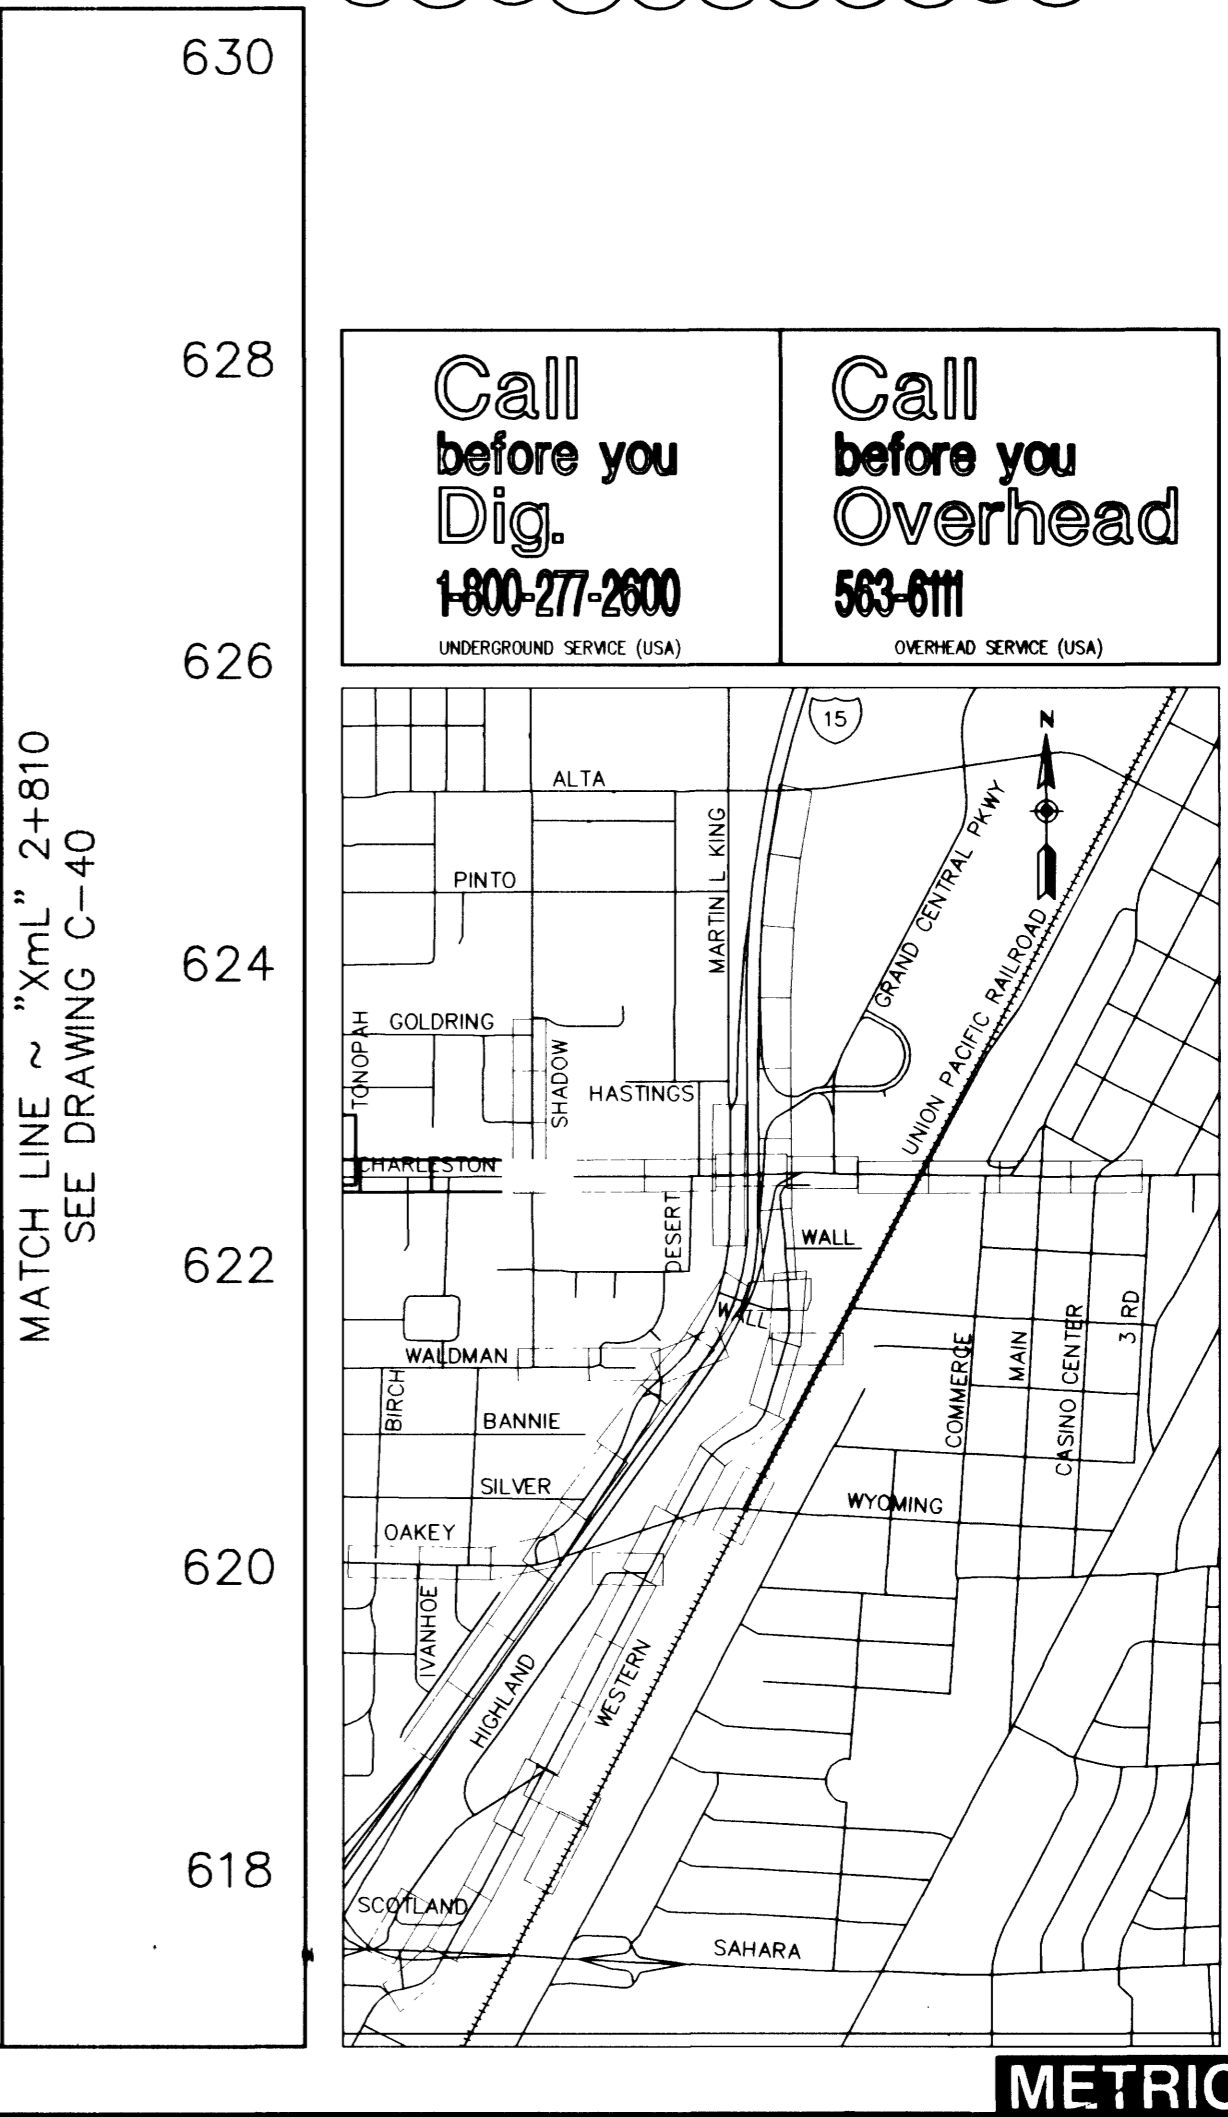 630
628
626
624
622
620
618
MATCH LINE ~ "XmL" 2+810
SEE DRAWING C-40
Call
before you
Dig.
1-800-277-2600
UNDERGROUND SERVICE (USA)
Call
before you
Overhead
563-6111
OVERHEAD SERVICE (USA)
15
N
ALTA
MARTIN L KING
GRAND CENTRAL PKWY
PINTO
UNION PACIFIC RAILROAD
TONOPAH
GOLDRING
SHADOW
HASTINGS
CHARLESTON
DESERT
WALL
WALL
WALDMAN
BIRCH
BANNIE
COMMERCE
MAIN
CASINO CENTER
3 RD
SILVER
WYOMING
OAKEY
IVANHOE
HIGHLAND
WESTERN
SCOTLAND
SAHARA
METRIC